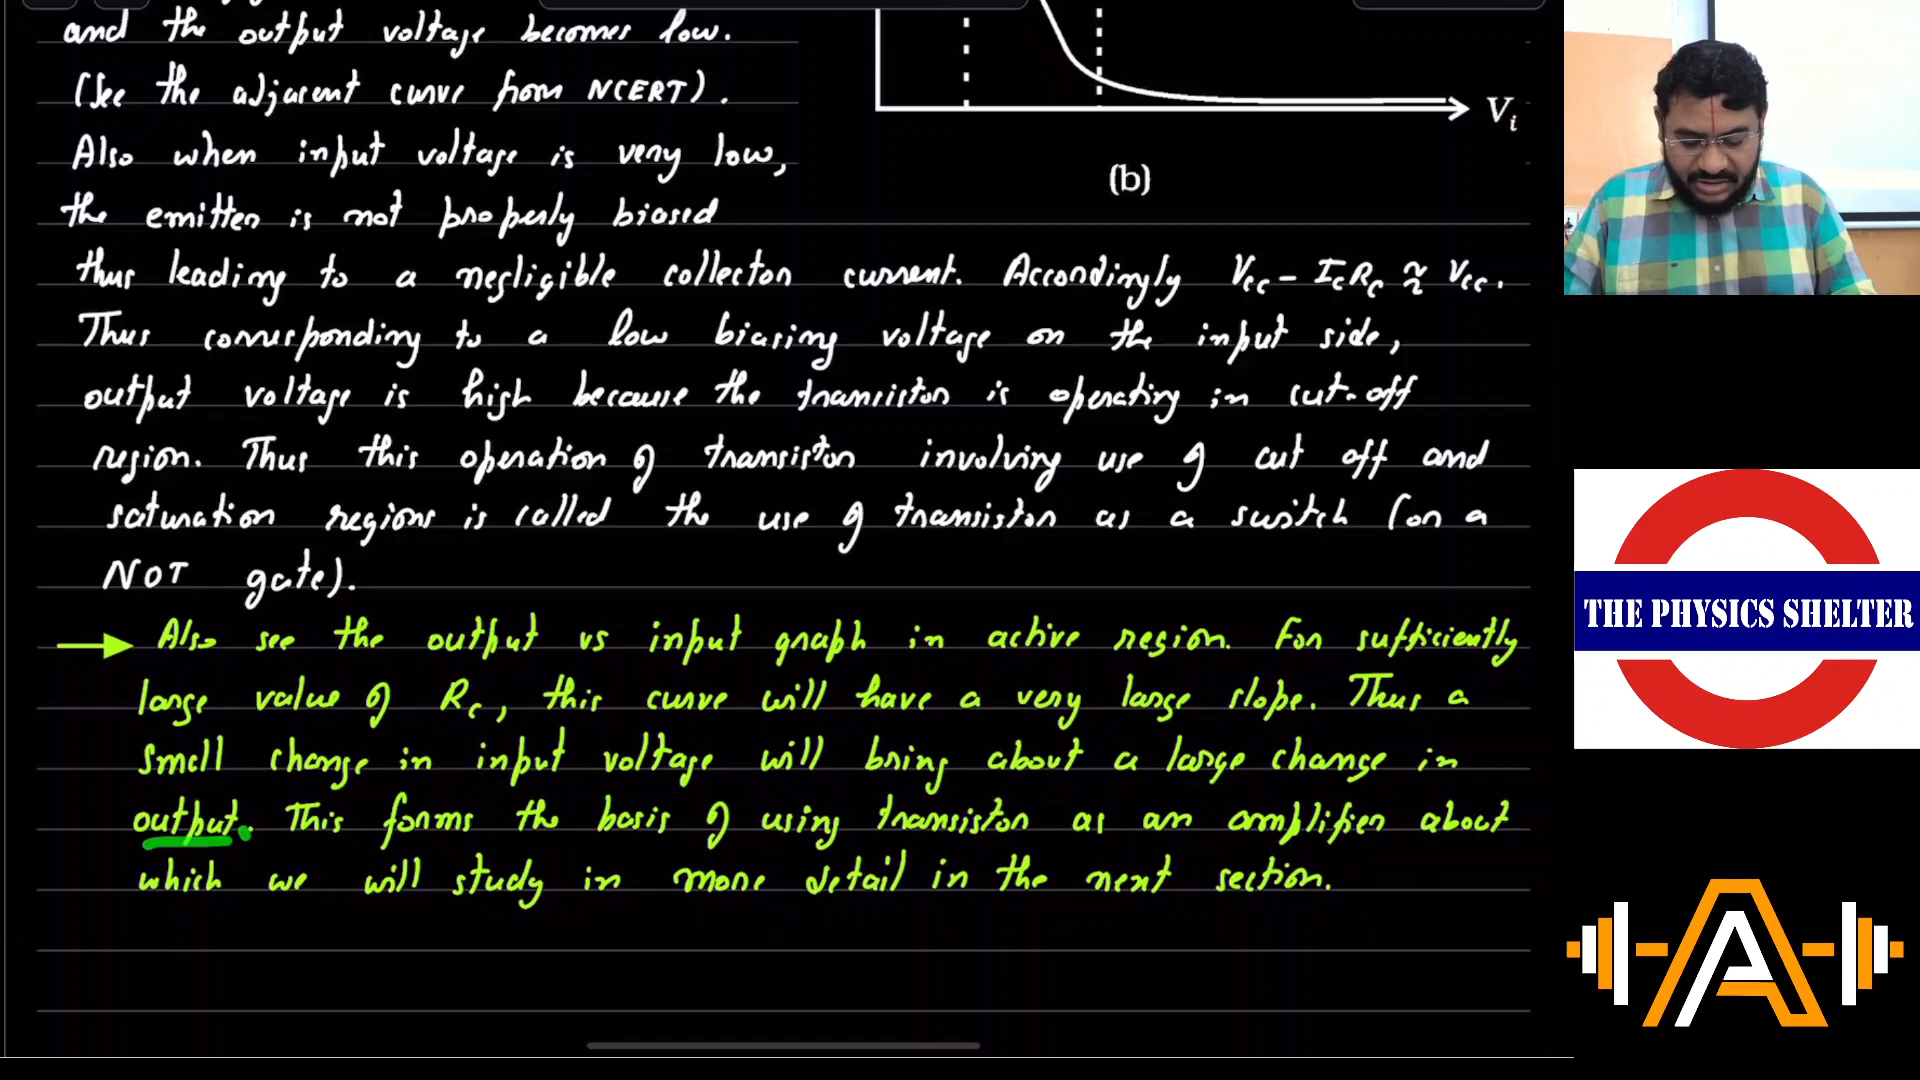 and the output voltage becomes low.
(See the adjacent curve from NCERT).
Also when input voltage is very low,
the emitter is not properly biased
thus leading to a negligible collector current. Accordingly Vcc - IcRc ≈ Vcc.
Thus corresponding to a low biasing voltage on the input side,
output voltage is high because the transistor is operating in cut-off
region. Thus this operation of transistor involving use of cut off and
saturation regions is called the use of transistor as a switch (or a
NOT gate).
→ Also see the output vs input graph in active region. For sufficiently
large value of Rc, this curve will have a very large slope. Thus a
small change in input voltage will bring about a large change in
output. This forms the basis of using transistor as an amplifier about
which we will study in more detail in the next section.
Vi
(b)
THE PHYSICS SHELTER